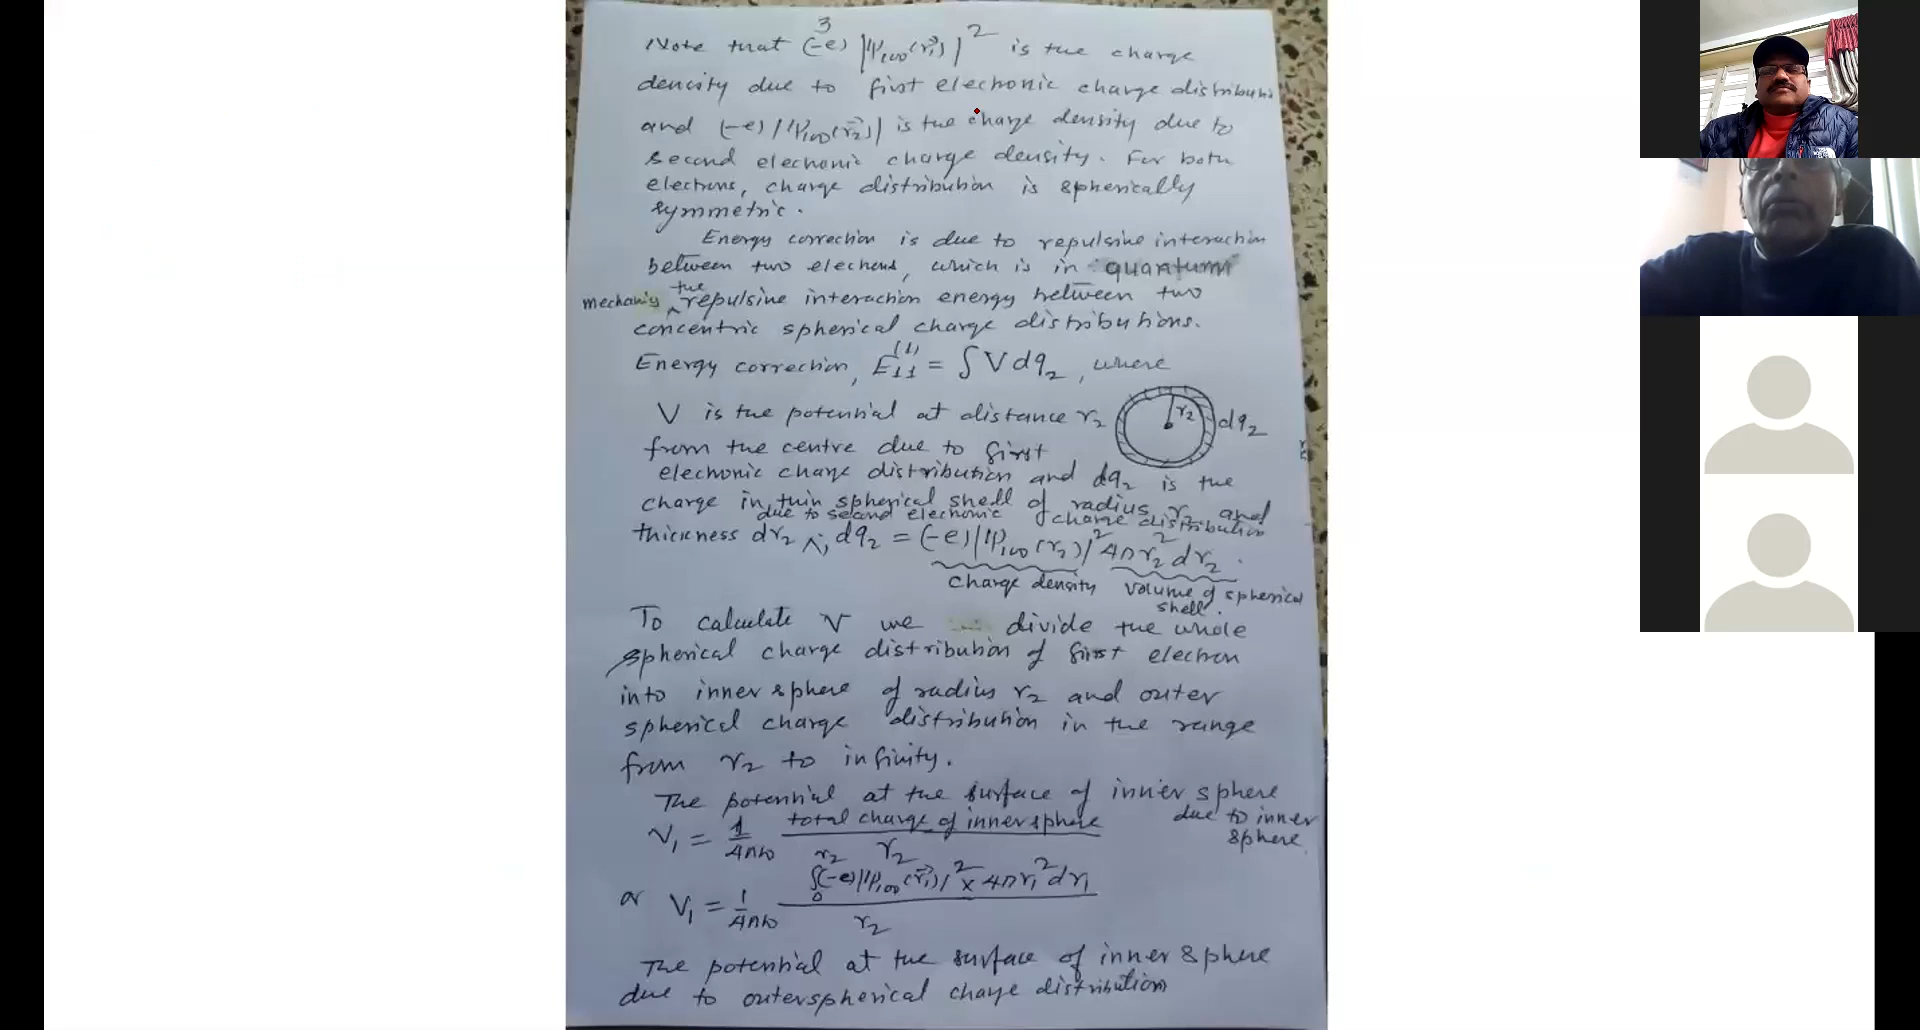 3
Note that (-e) |ψ₁₀₀(r⃗₁)|² is the charge
density due to first electronic charge distribution
and (-e) |ψ₁₀₀(r⃗₂)| is the charge density due to
second electronic charge density. For both
electrons, charge distribution is spherically
symmetric.
Energy correction is due to repulsive interaction
between two electrons, which is in quantum
mechanics the repulsive interaction energy between two
concentric spherical charge distributions.
Energy correction, E₁₁⁽¹⁾ = ∫V dq₂, where
V is the potential at distance r₂
r₂ dq₂
from the centre due to first
electronic charge distribution and dq₂ is the
charge in thin spherical shell of radius r₂ and
due to second electronic charge distribution
thickness dr₂ ^; dq₂ = (-e)|ψ₁₀₀(r₂)|² 4πr₂² dr₂.
charge density volume of spherical
shell.
To calculate V we divide the whole
spherical charge distribution of first electron
into inner sphere of radius r₂ and outer
spherical charge distribution in the range
from r₂ to infinity.
The potential at the surface of inner sphere
due to inner
sphere
V₁ = 1/4πε₀ total charge of inner sphere / r₂
or V₁ = 1/4πε₀ ∫₀^r₂ (-e)|ψ₁₀₀(r⃗₁)|² × 4πr₁² dr₁ / r₂
The potential at the surface of inner sphere
due to outer spherical charge distribution